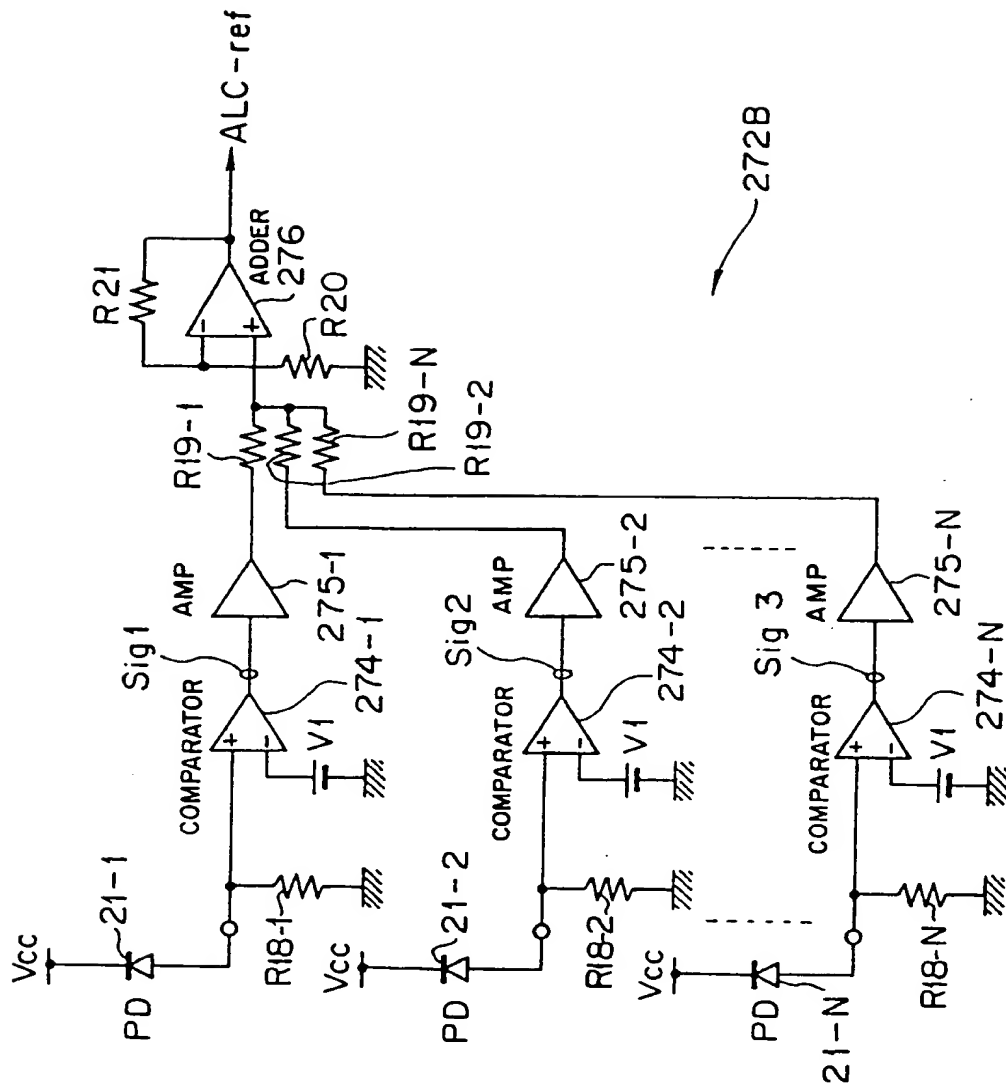 Vcc
21-1
PD
R18-1
COMPARATOR
V1
274-1
Sig1
AMP
275-1
R19-1
R21
ADDER
276
R20
ALC-ref
R19-N
R19-2
272B
Vcc
21-2
PD
R18-2
COMPARATOR
V1
274-2
Sig2
AMP
275-2
Vcc
PD
21-N
R18-N
COMPARATOR
V1
274-N
Sig 3
AMP
275-N
+
-
+
-
+
-
-
+